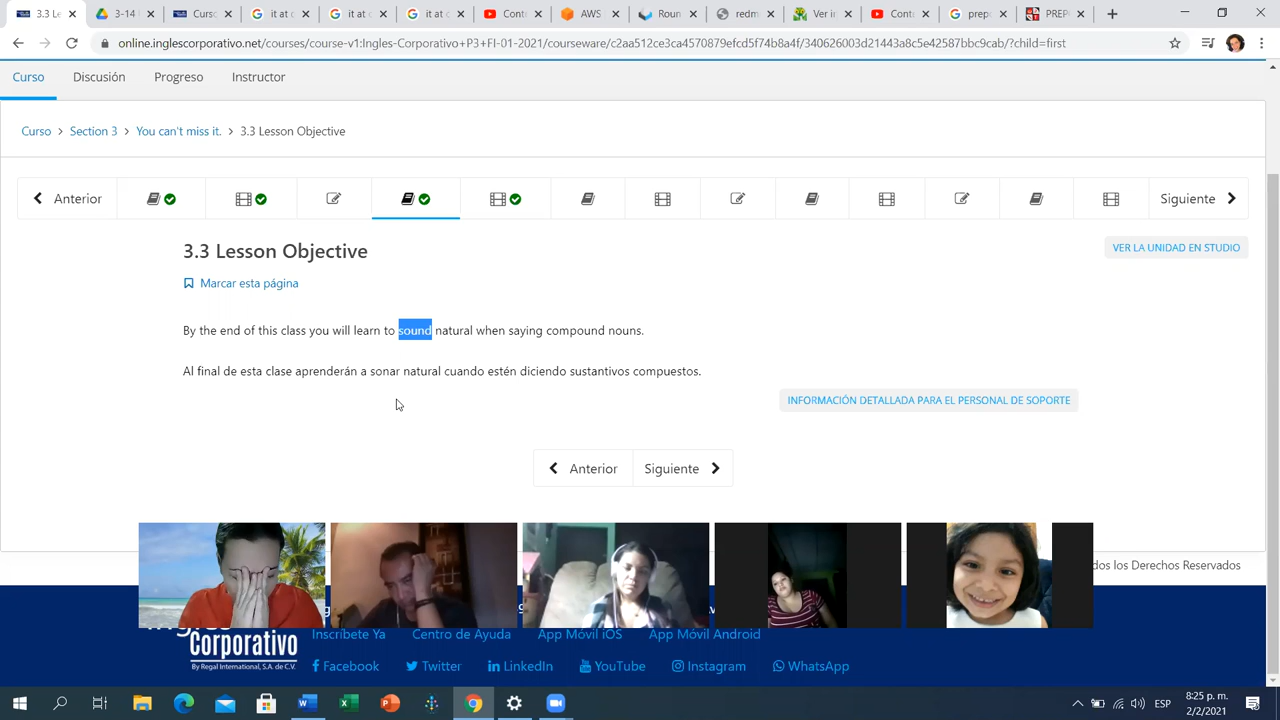 3.3 Le
3-14
Curso
it at
it at c
it at c
Conti
AWS
Roun
redm
Ver in
Conti
prep
PREP
online.inglescorporativo.net/courses/course-v1:Ingles-Corporativo+P3+FI-01-2021/courseware/c2aa512ce3ca4570879efcd5f74b8a4f/340626003d21443a8c5e42587bbc9cab/?child=first
Curso Discusión Progreso Instructor
Curso > Section 3 > You can't miss it. > 3.3 Lesson Objective
Anterior
Siguiente
3.3 Lesson Objective
VER LA UNIDAD EN STUDIO
Marcar esta página
By the end of this class you will learn to sound natural when saying compound nouns.
Al final de esta clase aprenderán a sonar natural cuando estén diciendo sustantivos compuestos.
INFORMACIÓN DETALLADA PARA EL PERSONAL DE SOPORTE
Anterior Siguiente
dos los Derechos Reservados
Corporativo
By Regal International, S.A. de C.V.
Inscríbete Ya Centro de Ayuda App Móvil iOS App Móvil Android
Facebook Twitter LinkedIn YouTube Instagram WhatsApp
ESP
8:25 p. m.
2/2/2021